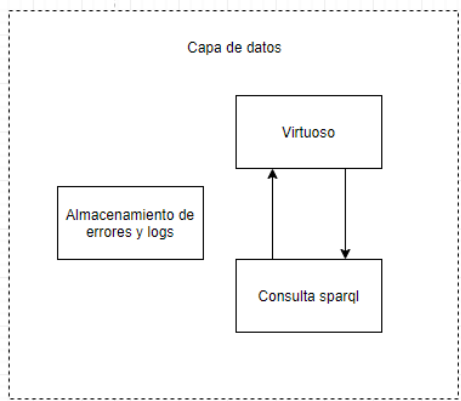 Capa de datos
Virtuoso
Almacenamiento de
errores y logs
Consulta sparql